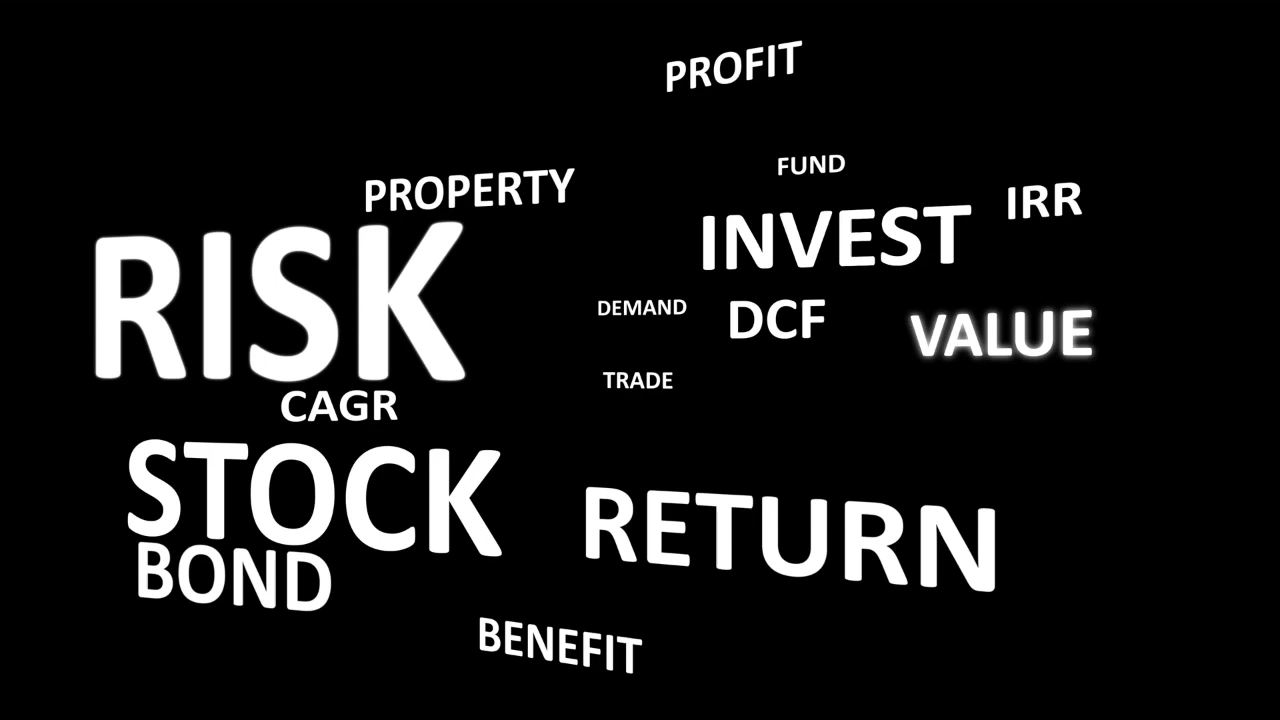 PROFIT
FUND
PROPERTY
IRR
INVEST
RISK
DEMAND
DCF
VALUE
TRADE
CAGR
STOCK
RETURN
BOND
BENEFIT